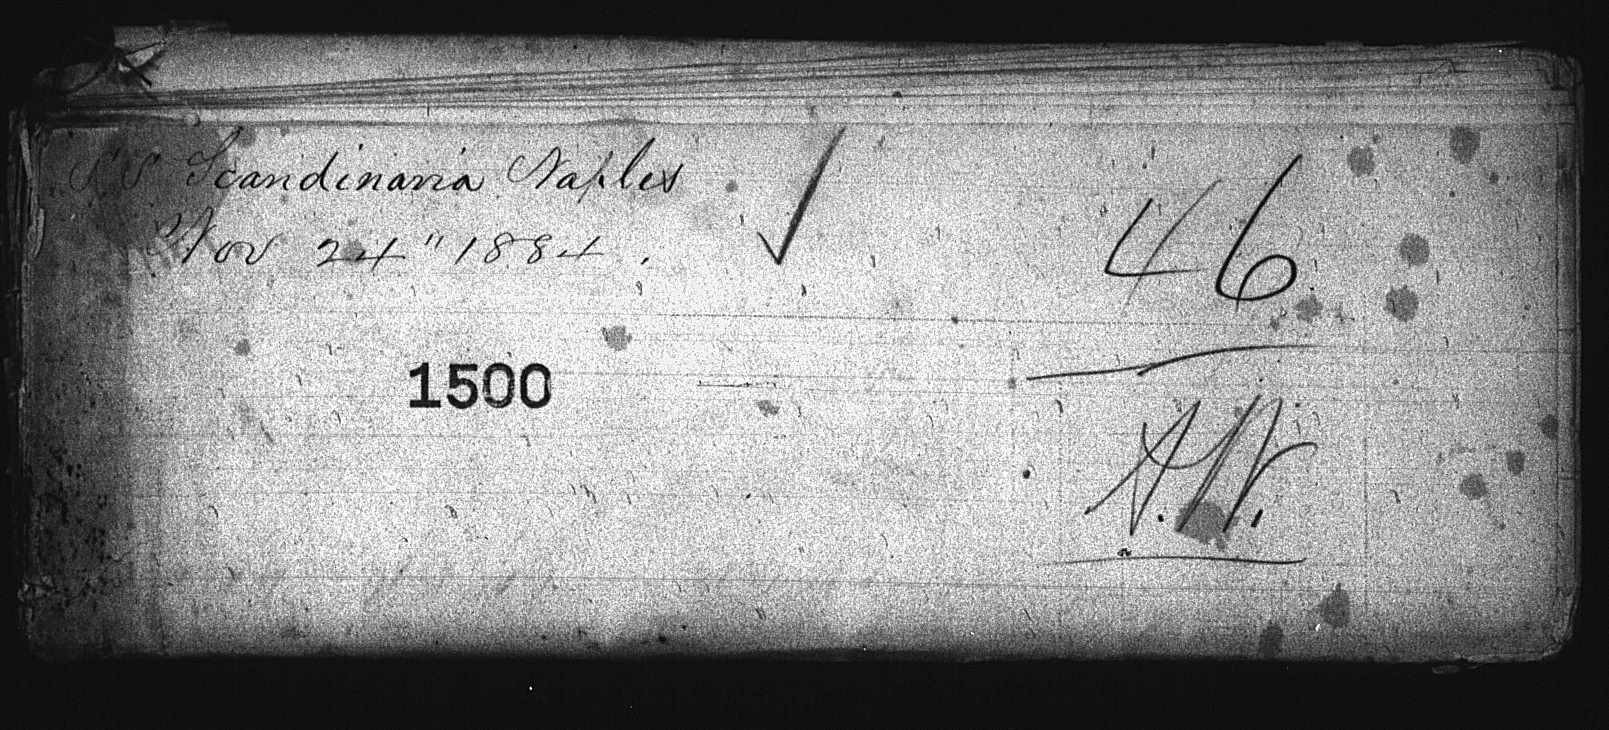 S.S Scandinavia Naples
Nov 24" 1884.
46
1500